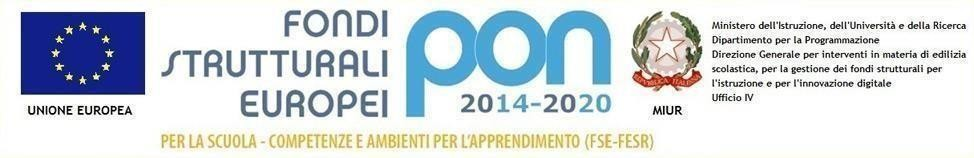 UNIONE EUROPEA
FONDI
STRUTTURALI
EUROPEI
pon
2014-2020
PER LA SCUOLA - COMPETENZE E AMBIENTI PER L'APPRENDIMENTO (FSE-FESR)
REPVBBLICA ITALIANA
MIUR
Ministero dell'Istruzione, dell'Università e della Ricerca
Dipartimento per la Programmazione
Direzione Generale per interventi in materia di edilizia
scolastica, per la gestione dei fondi strutturali per
l'istruzione e per l'innovazione digitale
Ufficio IV